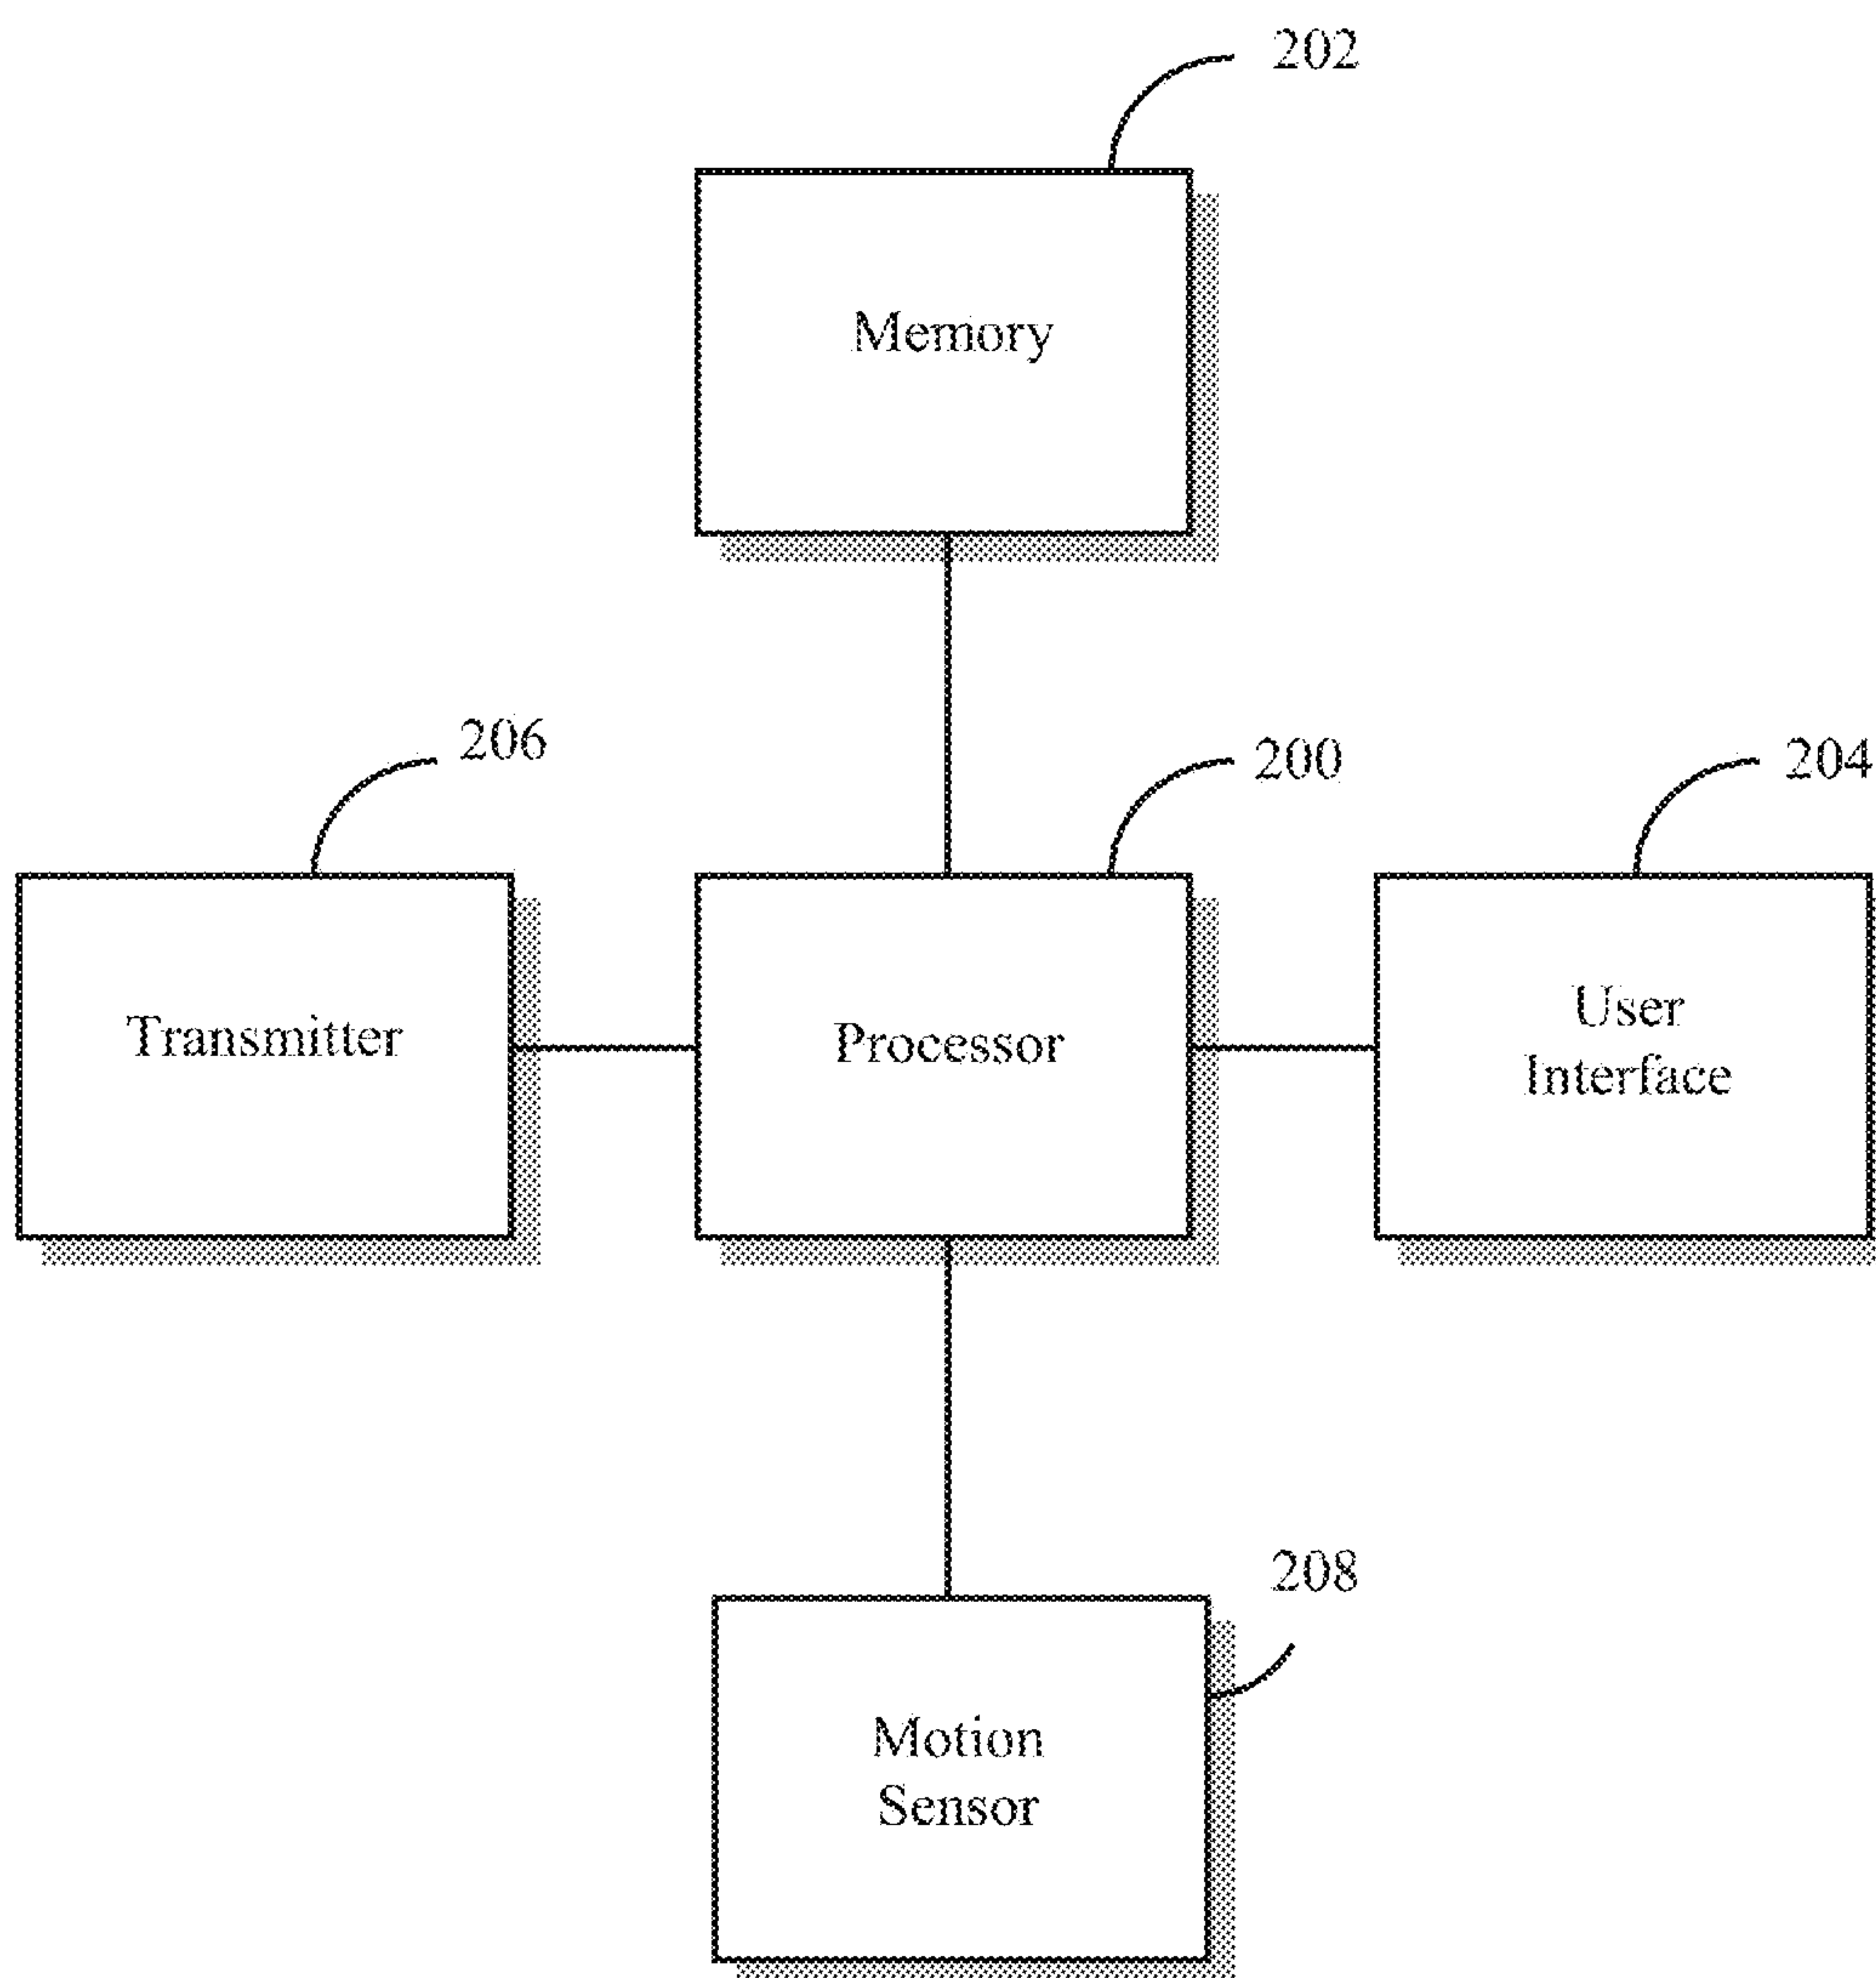 202
Memory
206
200
204
Transmitter
Processor
User
Interface
208
Motion
Sensor